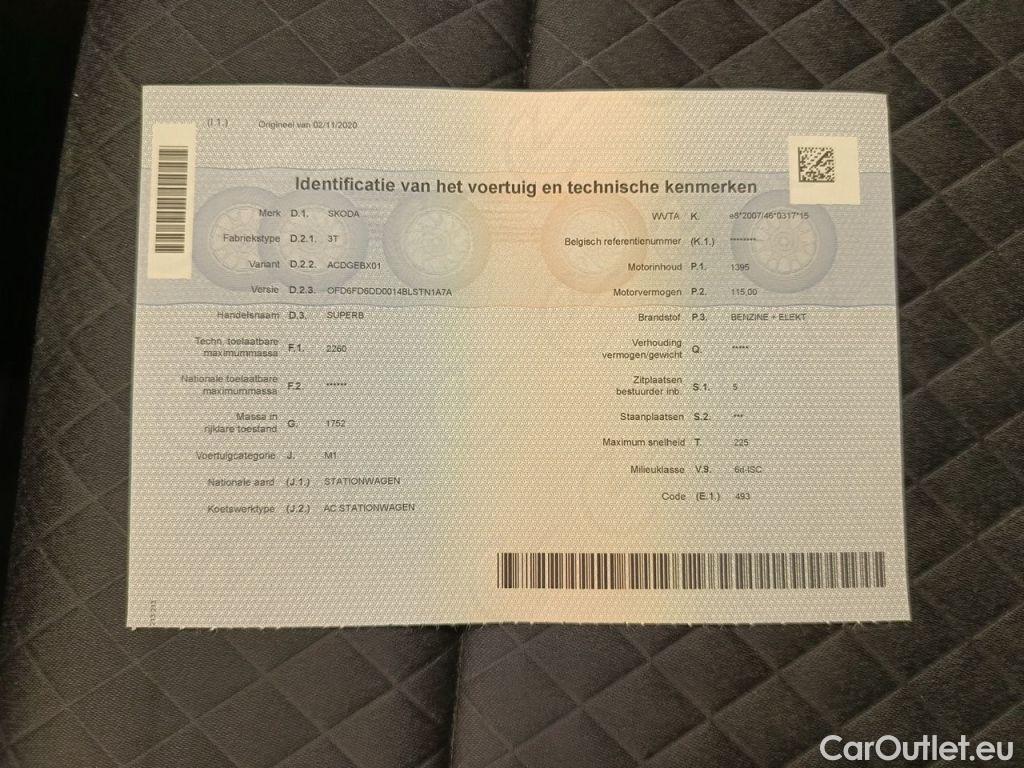 (I.1.) Origineel van 02/11/2020
Identificatie van het voertuig en technische kenmerken
Merk D.1. SKODA
Fabriekstype D.2.1. 3T
Variant D.2.2. ACDGEBX01
Versie D.2.3. OFD6FD6DD0014BLSTN1A7A
Handelsnaam D.3. SUPERB
Techn. toelaatbare
maximummassa F.1. 2260
Nationale toelaatbare
maximummassa F.2. ******
Massa in
rijklare toestand G. 1752
Voertuigcategorie J. M1
Nationale aard (J.1.) STATIONWAGEN
Koetswerktype (J.2.) AC STATIONWAGEN
WVTA K. e8*2007/46*0317*15
Belgisch referentienummer (K.1.) ********
Motorinhoud P.1. 1395
Motorvermogen P.2. 115,00
Brandstof P.3. BENZINE + ELEKT
Verhouding
vermogen/gewicht Q. *****
Zitplaatsen
bestuurder inb. S.1. 5
Staanplaatsen S.2. ***
Maximum snelheid T. 225
Milieuklasse V.9. 6d-ISC
Code (E.1.) 493
213-213
CarOutlet.eu